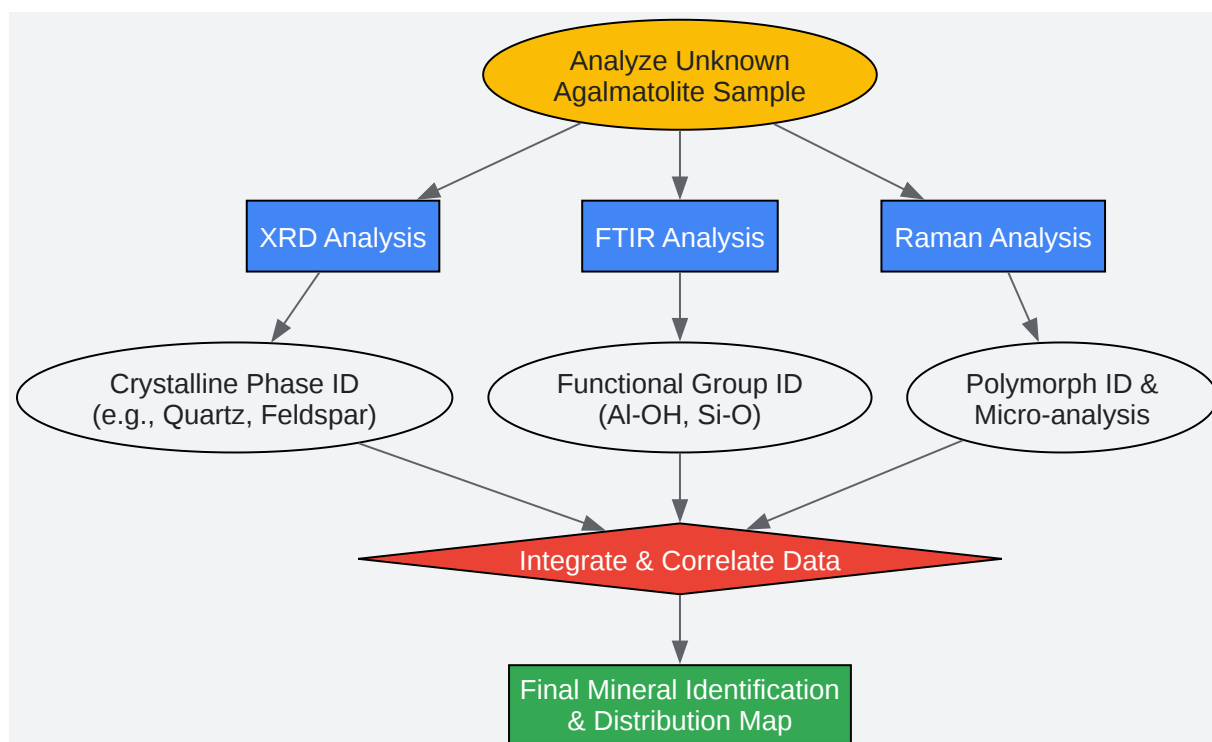 Analyze Unknown
Agalmatolite Sample
XRD Analysis
FTIR Analysis
Raman Analysis
Crystalline Phase ID
(e.g., Quartz, Feldspar)
Functional Group ID
(Al-OH, Si-O)
Polymorph ID &
Micro-analysis
Integrate & Correlate Data
Final Mineral Identification
& Distribution Map